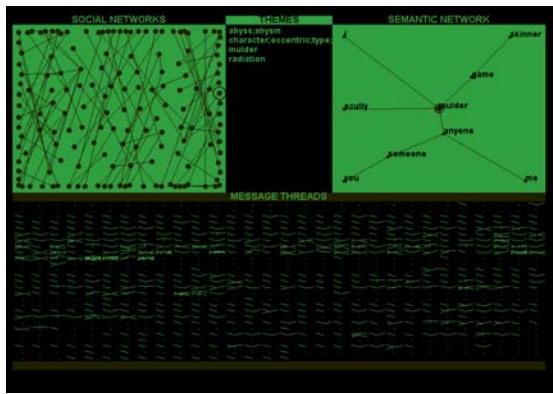 SOCIAL NETWORKS
THEMES
SEMANTIC NETWORK
abyss;abysm
character;eccentric;type;
mulder
radiation
i
skinner
game
scully
mulder
anyone
someone
you
me
MESSAGE THREADS